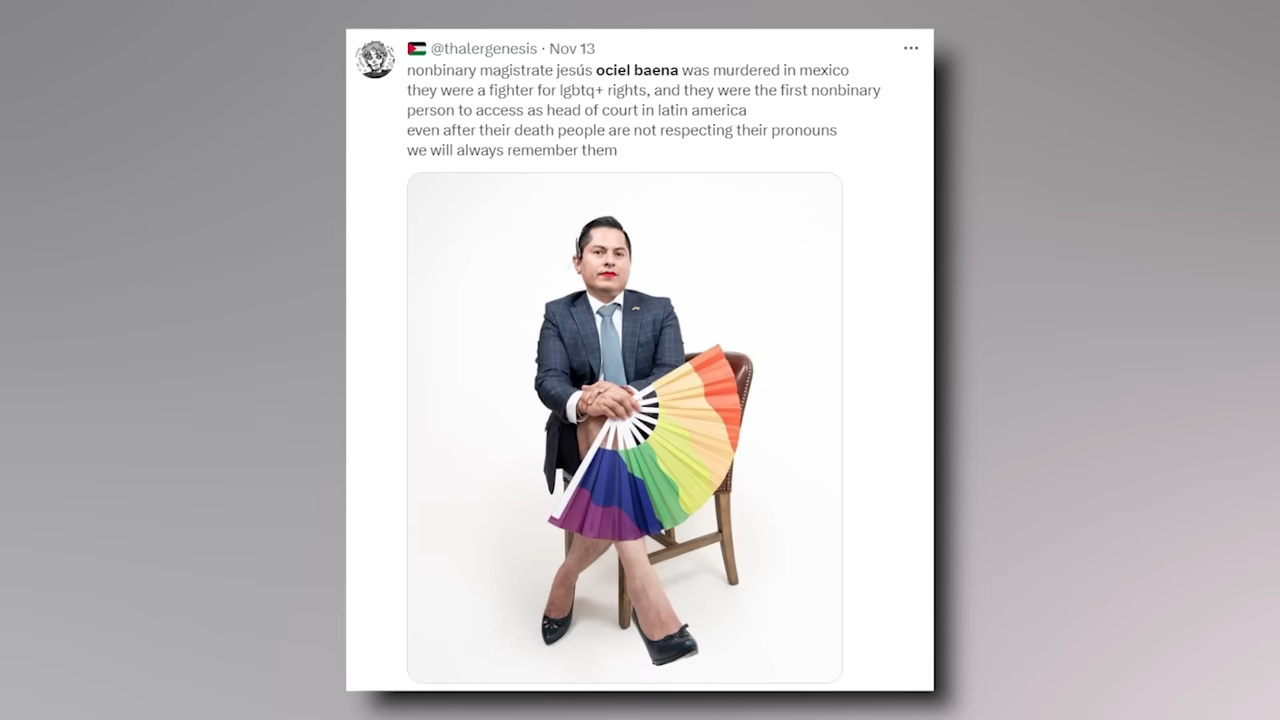 @thalergenesis · Nov 13
nonbinary magistrate jesús ociel baena was murdered in mexico
they were a fighter for lgbtq+ rights, and they were the first nonbinary
person to access as head of court in latin america
even after their death people are not respecting their pronouns
we will always remember them